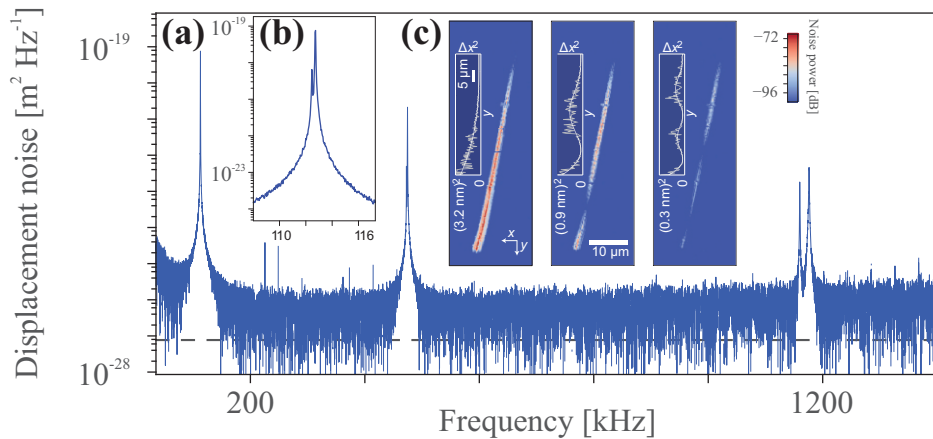 Displacement noise [m² Hz⁻¹]
10⁻¹⁹
10⁻²⁸
(a)
(b)
10⁻¹⁹
10⁻²³
110
116
(c)
Δx²
5 µm
y
0
(3.2 nm)²
x
y
Δx²
y
0
(0.9 nm)²
10 µm
Δx²
y
0
(0.3 nm)²
−72
−96
Noise power [dB]
200
1200
Frequency [kHz]